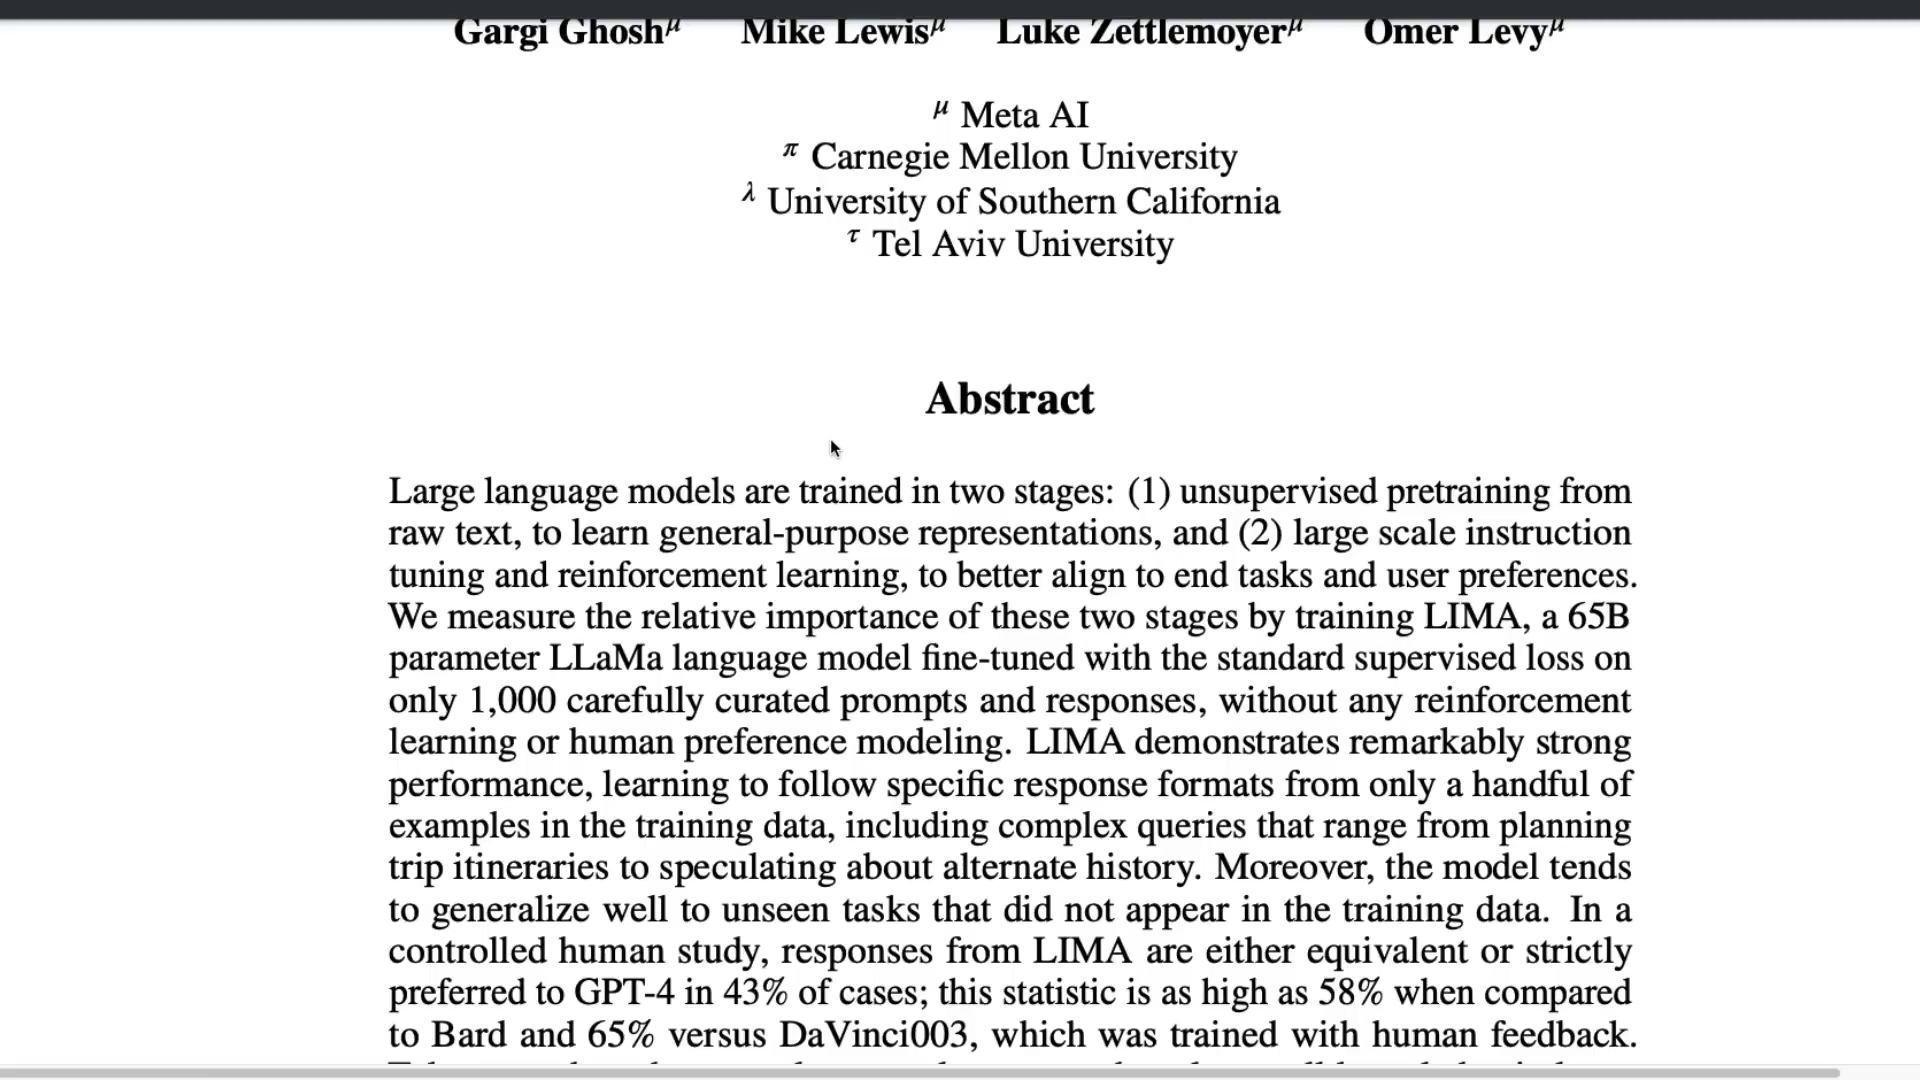 Gargi Ghoshμ Mike Lewisμ Luke Zettlemoyerμ Omer Levyμ
μ Meta AI
π Carnegie Mellon University
λ University of Southern California
τ Tel Aviv University
Abstract
Large language models are trained in two stages: (1) unsupervised pretraining from
raw text, to learn general-purpose representations, and (2) large scale instruction
tuning and reinforcement learning, to better align to end tasks and user preferences.
We measure the relative importance of these two stages by training LIMA, a 65B
parameter LLaMa language model fine-tuned with the standard supervised loss on
only 1,000 carefully curated prompts and responses, without any reinforcement
learning or human preference modeling. LIMA demonstrates remarkably strong
performance, learning to follow specific response formats from only a handful of
examples in the training data, including complex queries that range from planning
trip itineraries to speculating about alternate history. Moreover, the model tends
to generalize well to unseen tasks that did not appear in the training data. In a
controlled human study, responses from LIMA are either equivalent or strictly
preferred to GPT-4 in 43% of cases; this statistic is as high as 58% when compared
to Bard and 65% versus DaVinci003, which was trained with human feedback.